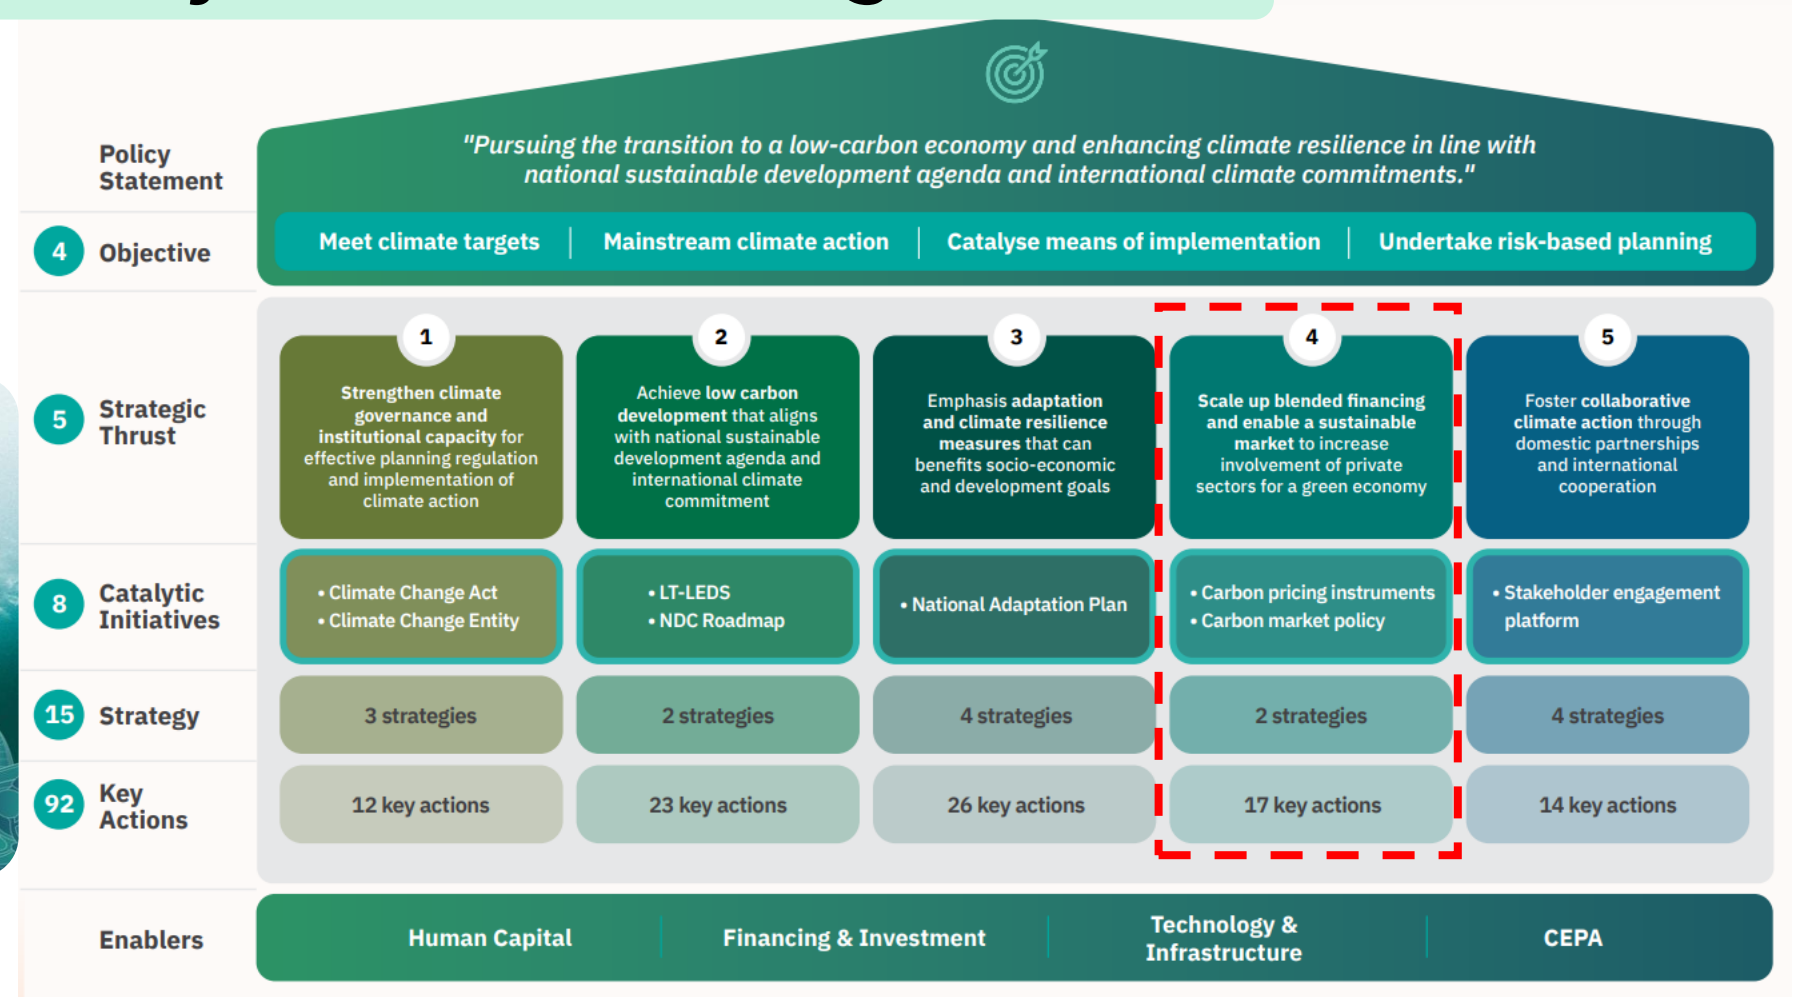 Policy
Statement
"Pursuing the transition to a low-carbon economy and enhancing climate resilience in line with
national sustainable development agenda and international climate commitments."
4
Objective
Meet climate targets
Mainstream climate action
Catalyse means of implementation
Undertake risk-based planning
5
Strategic
Thrust
1
Strengthen climate
governance and
institutional capacity for
effective planning regulation
and implementation of
climate action
2
Achieve low carbon
development that aligns
with national sustainable
development agenda and
international climate
commitment
3
Emphasis adaptation
and climate resilience
measures that can
benefits socio-economic
and development goals
4
Scale up blended financing
and enable a sustainable
market to increase
involvement of private
sectors for a green economy
5
Foster collaborative
climate action through
domestic partnerships
and international
cooperation
8
Catalytic
Initiatives
• Climate Change Act
• Climate Change Entity
• LT-LEDS
• NDC Roadmap
• National Adaptation Plan
• Carbon pricing instruments
• Carbon market policy
• Stakeholder engagement
platform
15
Strategy
3 strategies
2 strategies
4 strategies
2 strategies
4 strategies
92
Key
Actions
12 key actions
23 key actions
26 key actions
17 key actions
14 key actions
Enablers
Human Capital
Financing & Investment
Technology &
Infrastructure
CEPA